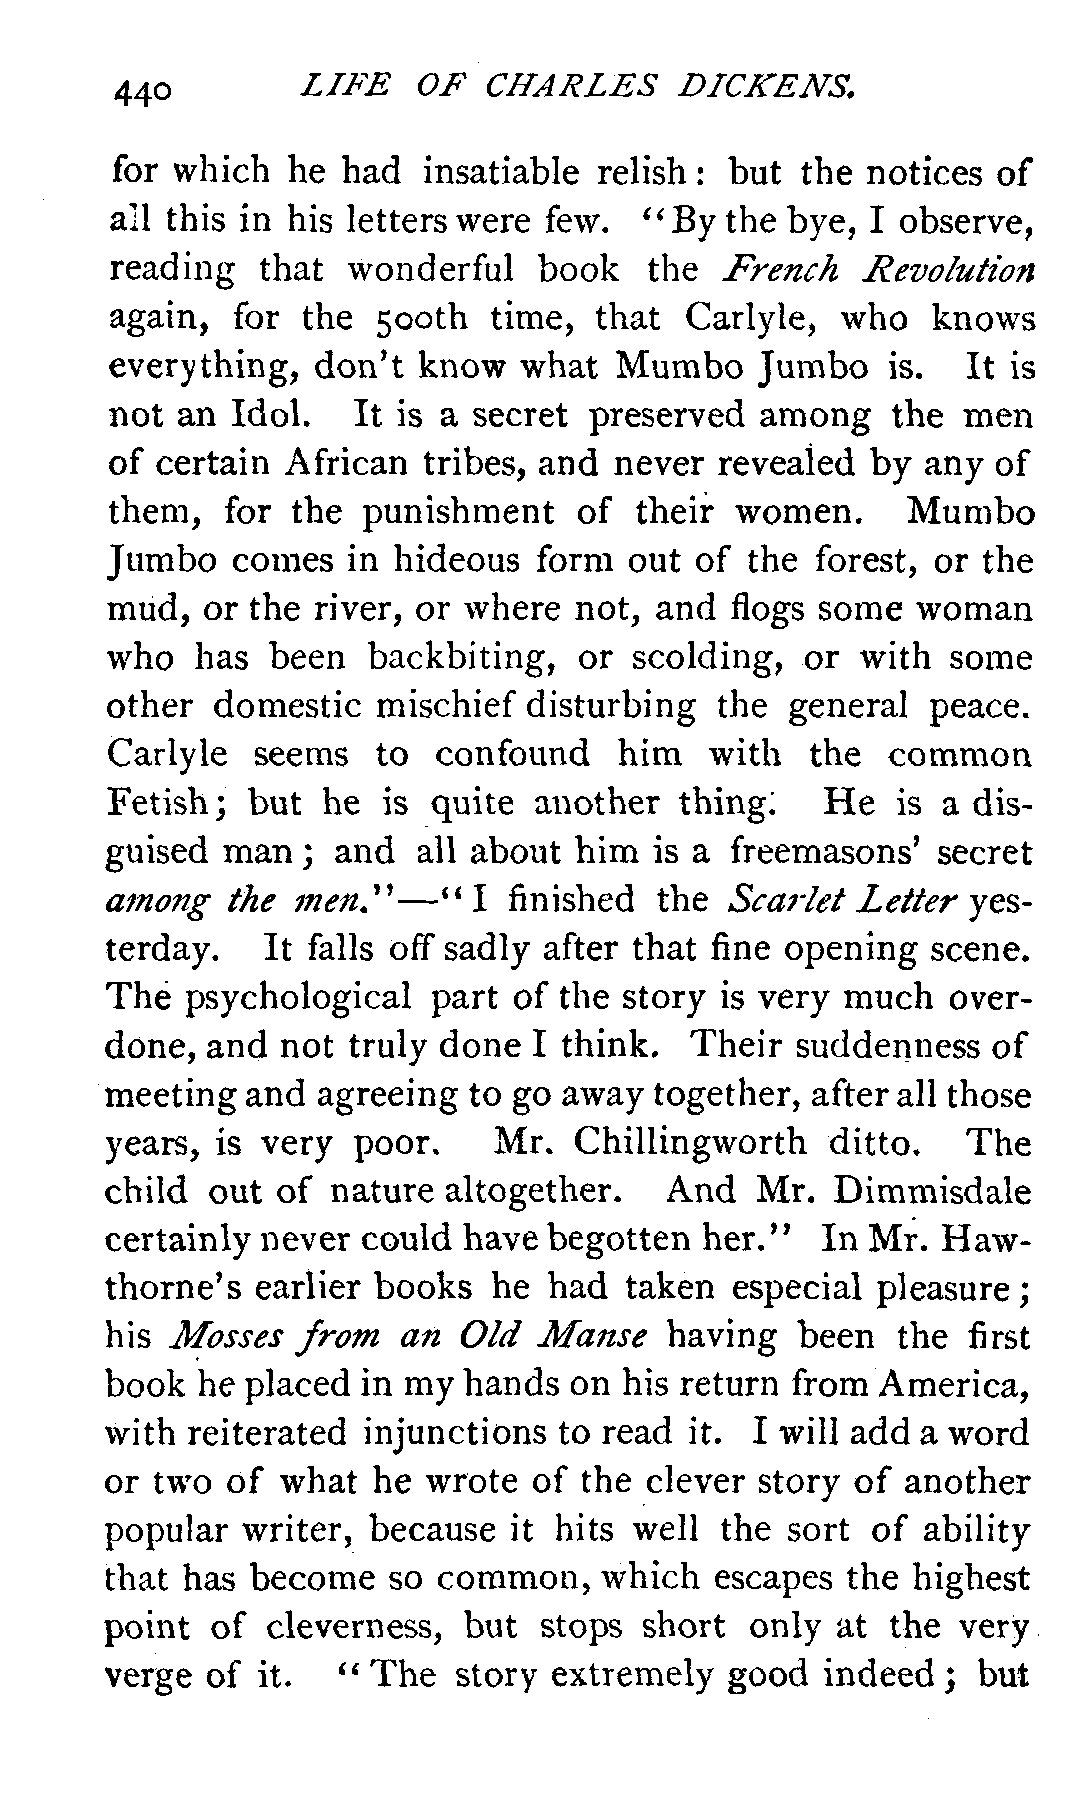 440 LIFE OF CHARLES DICKENS.
for which he had insatiable relish : but the notices of
all this in his letters were few. “ By the bye, I observe,
reading that wonderful book the French Revolution
again, for the 500th time, that Carlyle, who knows
everything, don’t know what Mumbo Jumbo is. It is
not an Idol. It is a secret preserved among the men
of certain African tribes, and never revealed by any of
them, for the punishment of their women. Mumbo
Jumbo comes in hideous form out of the forest, or the
mud, or the river, or where not, and flogs some woman
who has been backbiting, or scolding, or with some
other domestic mischief disturbing the general peace.
Carlyle seems to confound him with the common
Fetish ; but he is quite another thing. He is a dis-
guised man ; and all about him is a freemasons’ secret
among the men.”—“ I finished the Scarlet Letter yes-
terday. It falls off sadly after that fine opening scene.
The psychological part of the story is very much over-
done, and not truly done I think. Their suddenness of
meeting and agreeing to go away together, after all those
years, is very poor. Mr. Chillingworth ditto. The
child out of nature altogether. And Mr. Dimmisdale
certainly never could have begotten her.” In Mr. Haw-
thorne’s earlier books he had taken especial pleasure ;
his Mosses from an Old Manse having been the first
book he placed in my hands on his return from America,
with reiterated injunctions to read it. I will add a word
or two of what he wrote of the clever story of another
popular writer, because it hits well the sort of ability
that has become so common, which escapes the highest
point of cleverness, but stops short only at the very
verge of it. “ The story extremely good indeed ; but